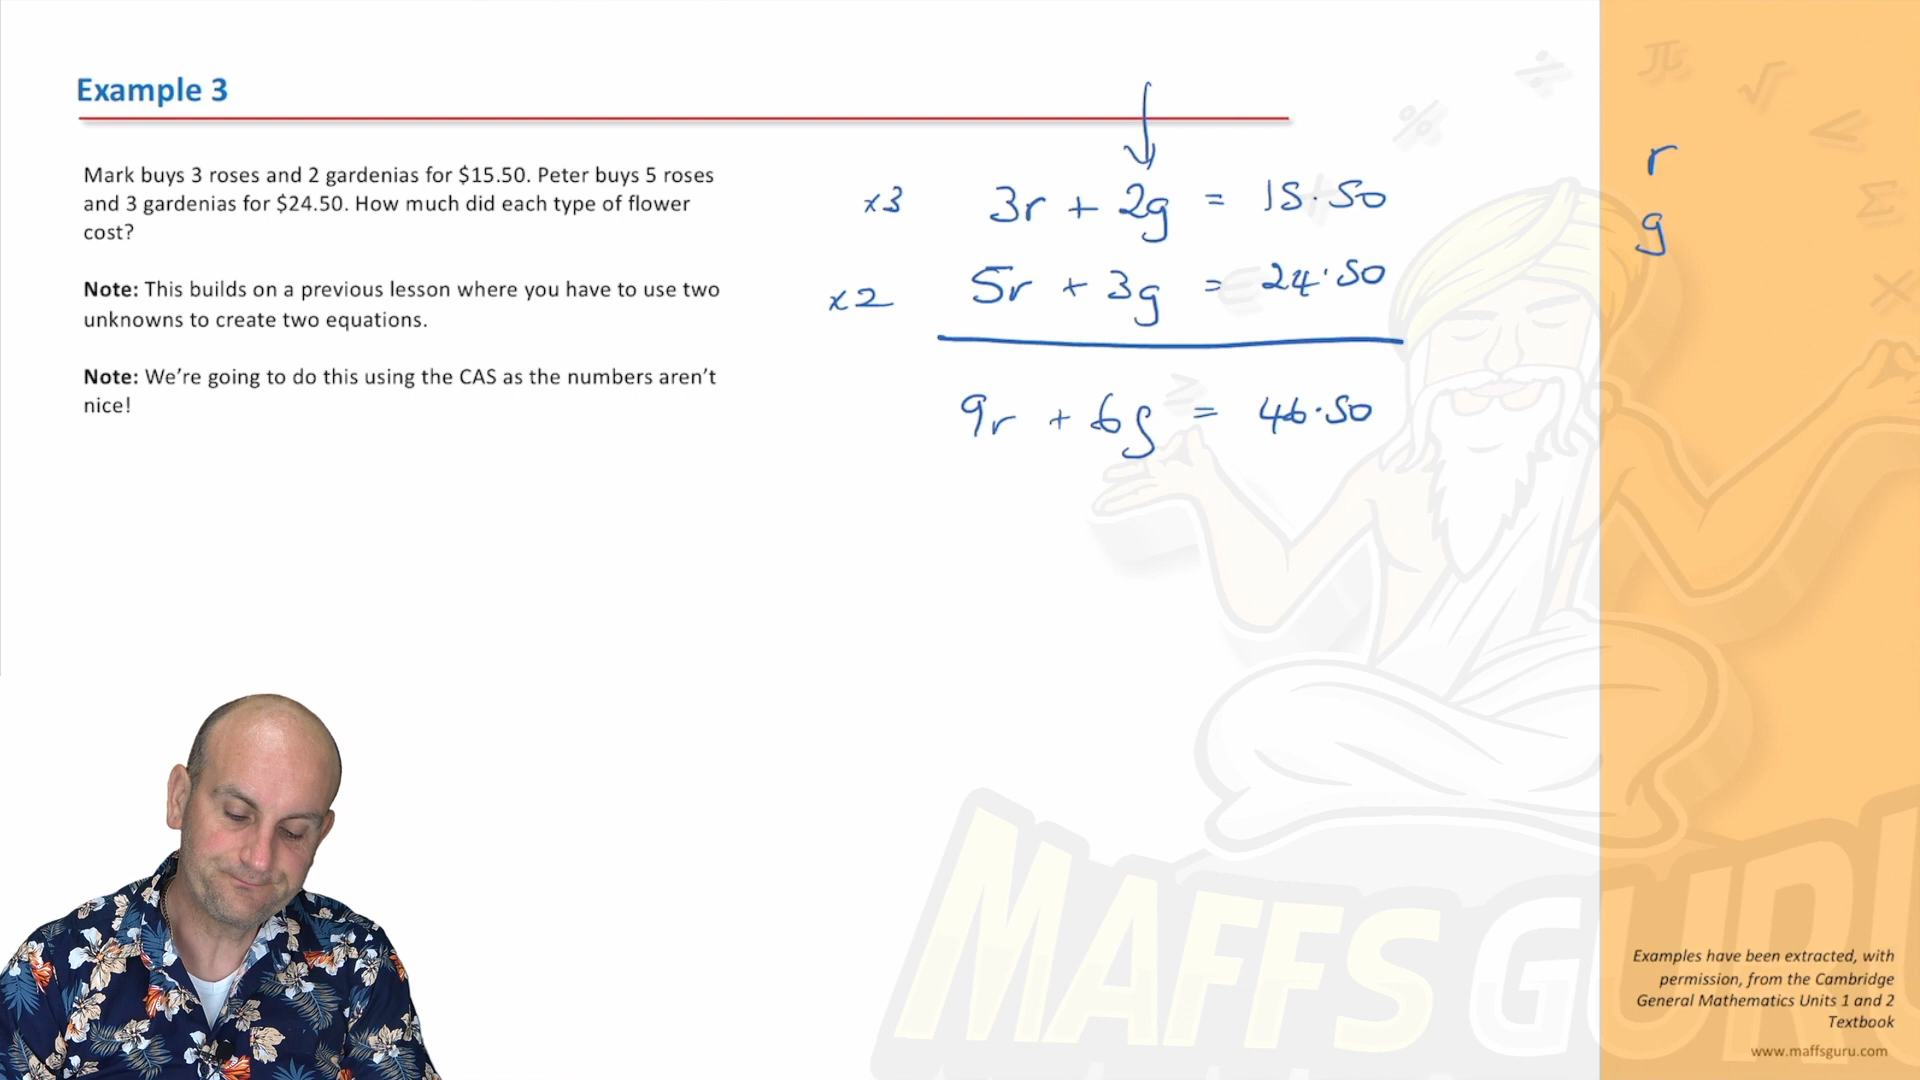 Example 3
Mark buys 3 roses and 2 gardenias for $15.50. Peter buys 5 roses
and 3 gardenias for $24.50. How much did each type of flower
cost?
Note: This builds on a previous lesson where you have to use two
unknowns to create two equations.
Note: We're going to do this using the CAS as the numbers aren't
nice!
x3 3r + 2g = 15.50
x2 5r + 3g = 24.50
9r + 6g = 46.50
r
g
MAFFS GURU
Examples have been extracted, with
permission, from the Cambridge
General Mathematics Units 1 and 2
Textbook
www.maffsguru.com